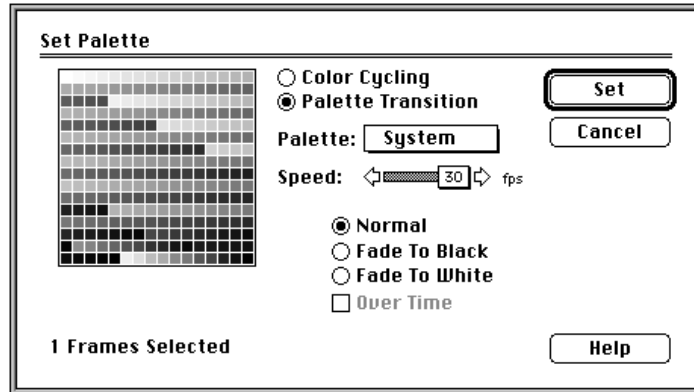 Set Palette
Color Cycling
Palette Transition
Set
Palette: System
Cancel
Speed: 30 fps
Normal
Fade To Black
Fade To White
Over Time
1 Frames Selected
Help